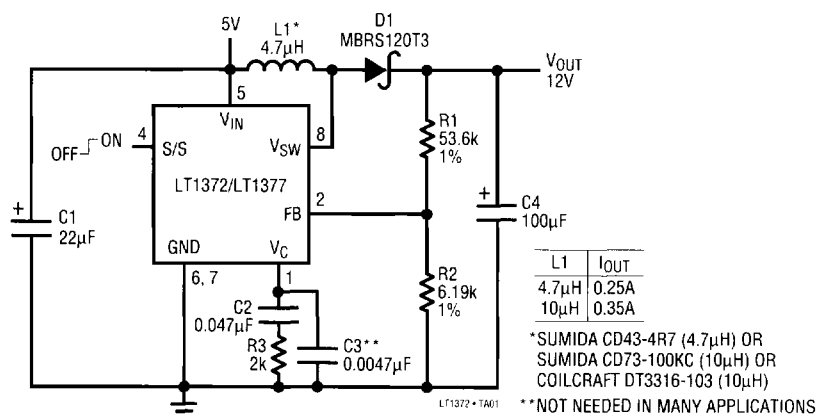 5V
L1*
4.7μH
D1
MBRS120T3
VOUT
12V
5
VIN
ON
OFF
4
S/S
VSW
8
R1
53.6k
1%
LT1372/LT1377
2
FB
+
C1
22μF
+
C4
100μF
GND
VC
6, 7
1
R2
6.19k
1%
C2
0.047μF
R3
2k
C3**
0.0047μF
L1 IOUT
4.7μH 0.25A
10μH 0.35A
*SUMIDA CD43-4R7 (4.7μH) OR
SUMIDA CD73-100KC (10μH) OR
COILCRAFT DT3316-103 (10μH)
**NOT NEEDED IN MANY APPLICATIONS
LT1372 • TA01